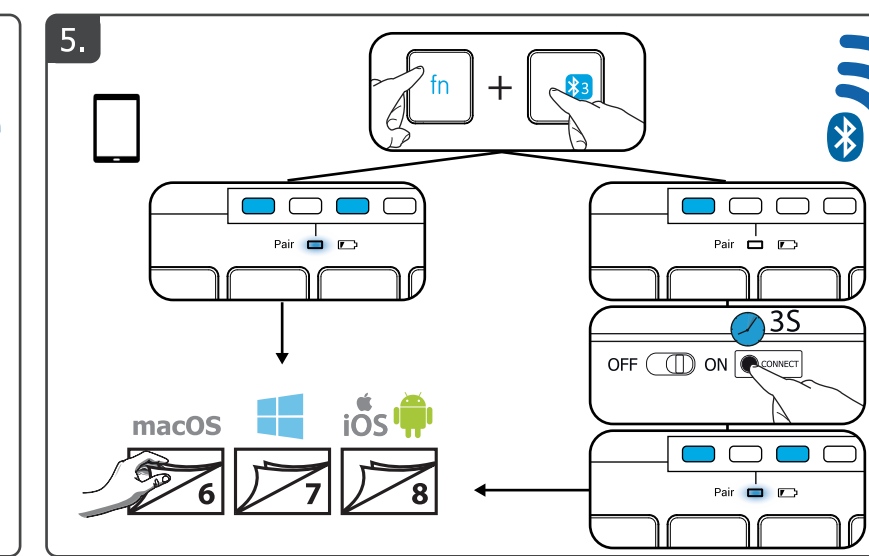 5.
fn + 3
Pair
Pair
3S
OFF ON CONNECT
macOS iOS
6 7 8
Pair